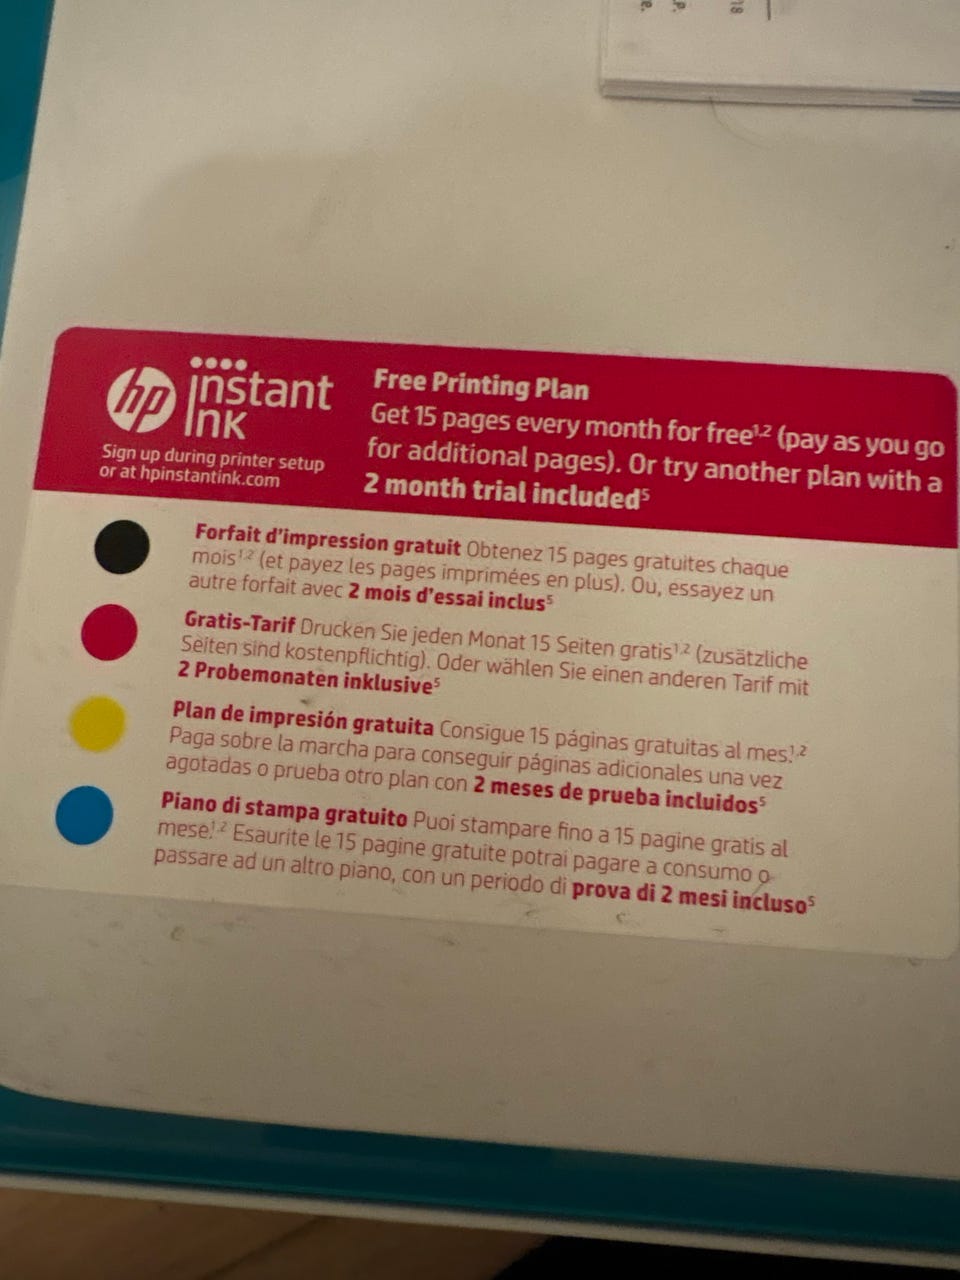 18
P.
e.
hp instant ink
Sign up during printer setup
or at hpinstantink.com
Free Printing Plan
Get 15 pages every month for free¹,² (pay as you go
for additional pages). Or try another plan with a
2 month trial included⁵
Forfait d'impression gratuit Obtenez 15 pages gratuites chaque
mois¹,² (et payez les pages imprimées en plus). Ou, essayez un
autre forfait avec 2 mois d'essai inclus⁵
Gratis-Tarif Drucken Sie jeden Monat 15 Seiten gratis¹,² (zusätzliche
Seiten sind kostenpflichtig). Oder wählen Sie einen anderen Tarif mit
2 Probemonaten inklusive⁵
Plan de impresión gratuita Consigue 15 páginas gratuitas al mes.¹,²
Paga sobre la marcha para conseguir páginas adicionales una vez
agotadas o prueba otro plan con 2 meses de prueba incluidos⁵
Piano di stampa gratuito Puoi stampare fino a 15 pagine gratis al
mese.¹,² Esaurite le 15 pagine gratuite potrai pagare a consumo o
passare ad un altro piano, con un periodo di prova di 2 mesi incluso⁵